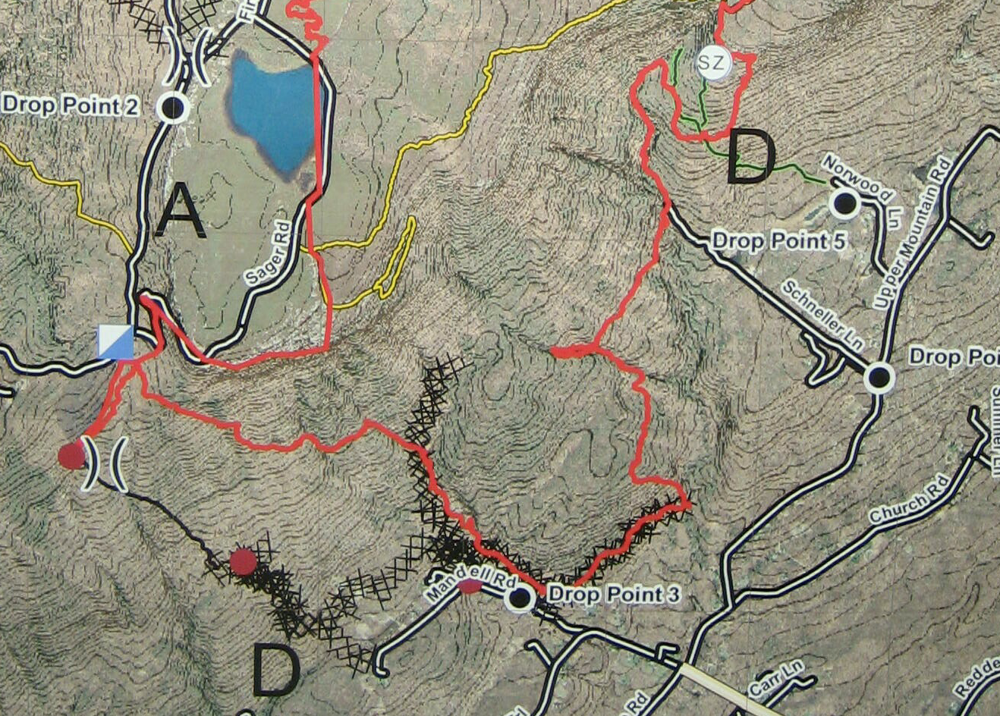 SZ
Drop Point 2
D
Norwood Ln
A
Upper Mountain Rd
Drop Point 5
Sager Rd
Schneller Ln
Drop
Church Rd
Mandell Rd
Drop Point 3
D
Carr Ln
Rd